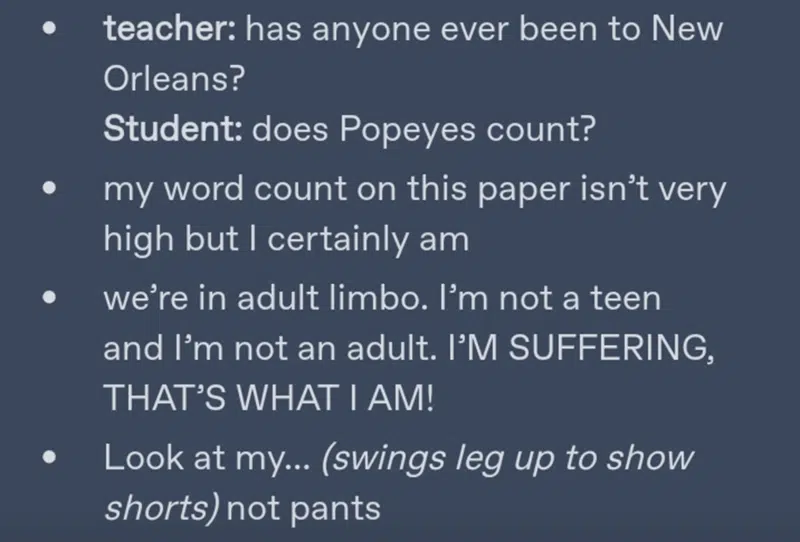 • teacher: has anyone ever been to New
Orleans?
Student: does Popeyes count?
• my word count on this paper isn’t very
high but I certainly am
• we’re in adult limbo. I’m not a teen
and I’m not an adult. I’M SUFFERING,
THAT’S WHAT I AM!
• Look at my... (swings leg up to show
shorts) not pants